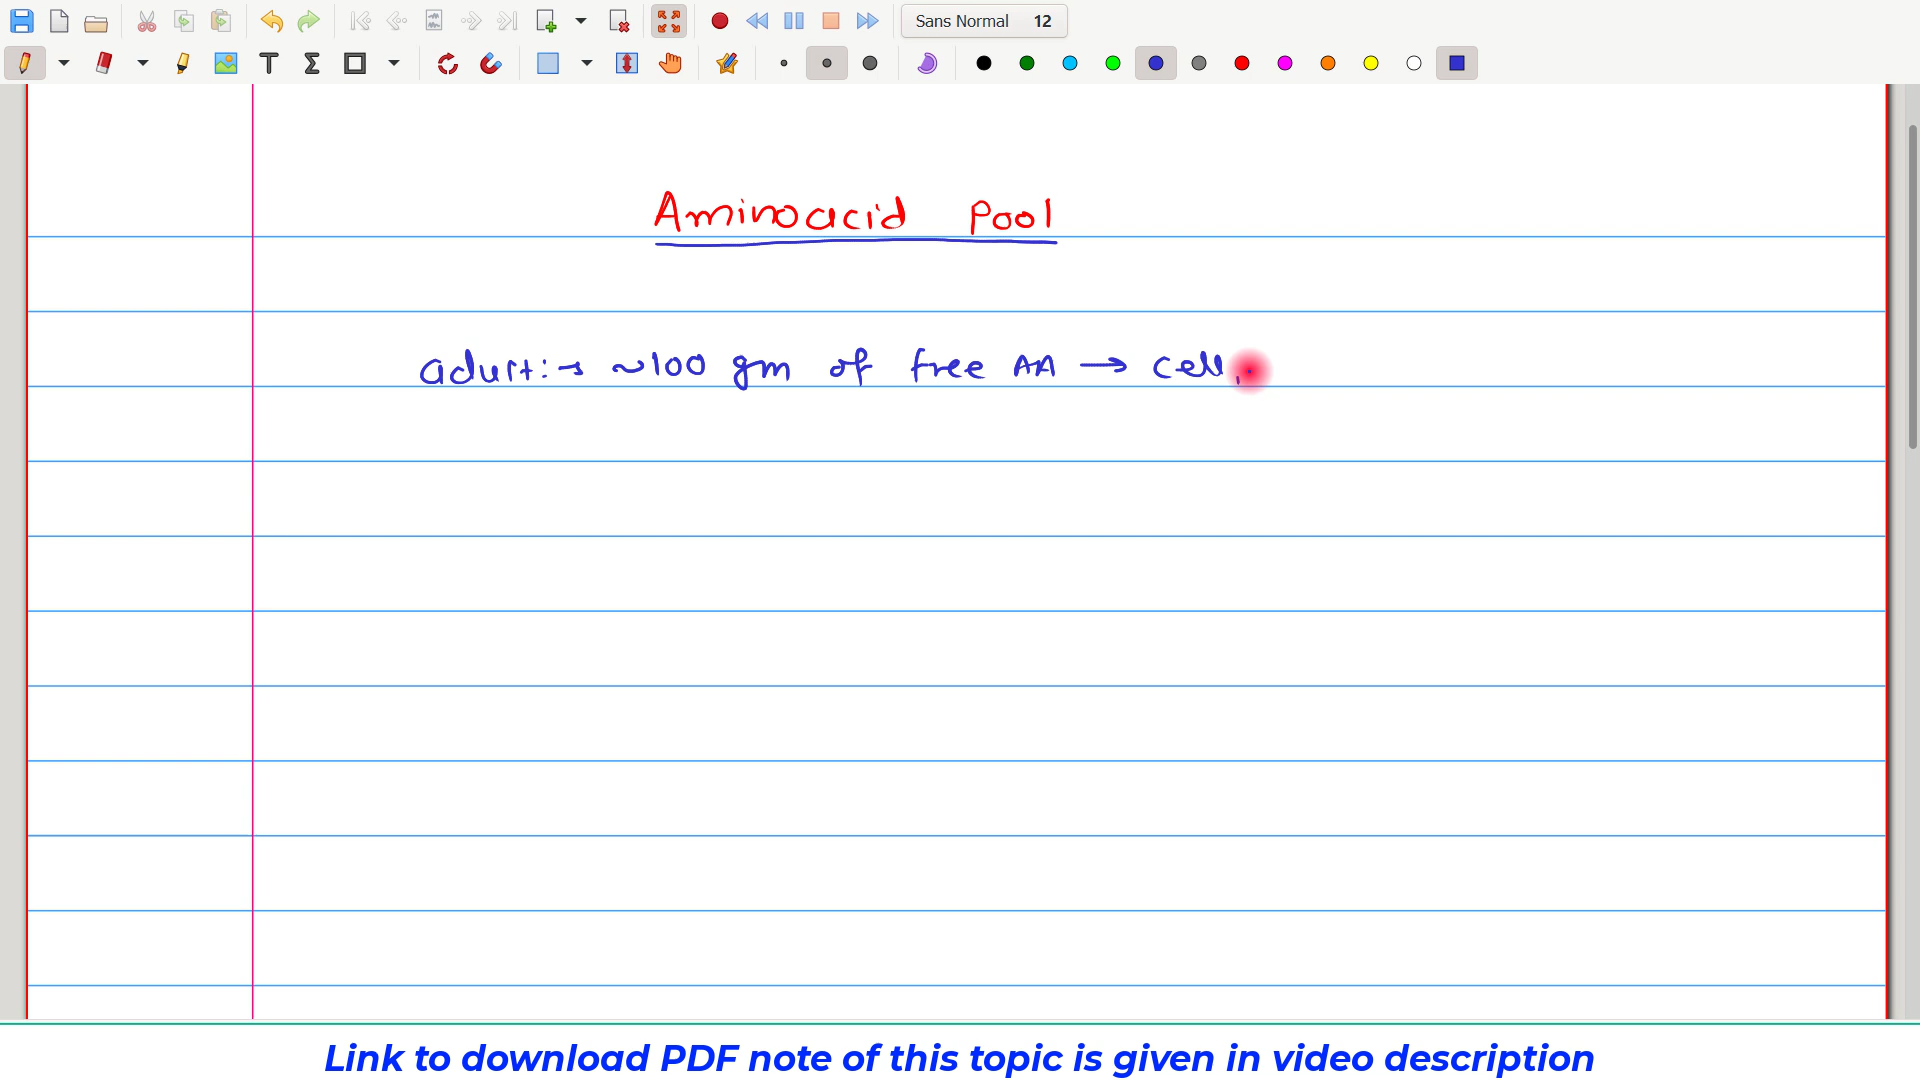 Sans Normal 12
Aminoacid Pool
adult:→ ~100 gm of free AA → cell,
Link to download PDF note of this topic is given in video description